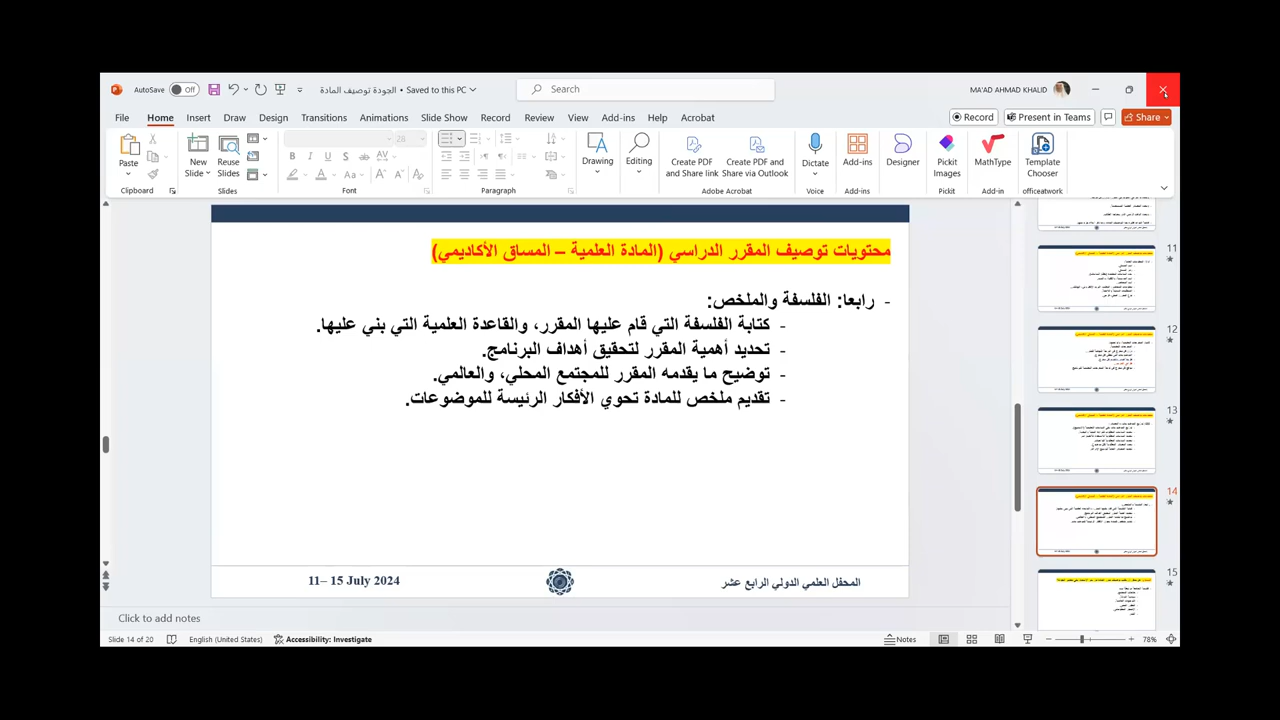 AutoSave Off الجودة توصيف المادة • Saved to this PC Search MA'AD AHMAD KHALID
File Home Insert Draw Design Transitions Animations Slide Show Record Review View Add-ins Help Acrobat Record Present in Teams Share
Paste New Slide Reuse Slides 28 Drawing Editing Create PDF and Share link Create PDF and Share via Outlook Dictate Add-ins Designer Pickit Images MathType Template Chooser
Clipboard Slides Font Paragraph Adobe Acrobat Voice Add-ins Pickit Add-in officeatwork
محتويات توصيف المقرر الدراسي (المادة العلمية – المساق الأكاديمي)
- رابعا: الفلسفة والملخص:
- كتابة الفلسفة التي قام عليها المقرر، والقاعدة العلمية التي بني عليها.
- تحديد أهمية المقرر لتحقيق أهداف البرنامج.
- توضيح ما يقدمه المقرر للمجتمع المحلي، والعالمي.
- تقديم ملخص للمادة تحوي الأفكار الرئيسة للموضوعات.
المحفل العلمي الدولي الرابع عشر
11– 15 July 2024
11
12
13
14
15
Click to add notes
Slide 14 of 20 English (United States) Accessibility: Investigate Notes 78%